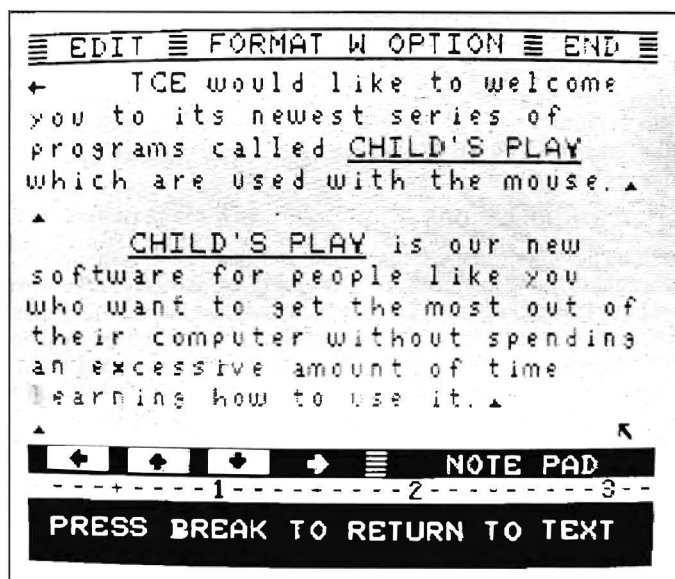 EDIT FORMAT W OPTION END
TCE would like to welcome
you to its newest series of
programs called CHILD'S PLAY
which are used with the mouse.
CHILD'S PLAY is our new
software for people like you
who want to get the most out of
their computer without spending
an excessive amount of time
learning how to use it.
NOTE PAD
- - - + - - - - 1 - - - - + - - - - 2 - - - - + - - - - 3 - -
PRESS BREAK TO RETURN TO TEXT